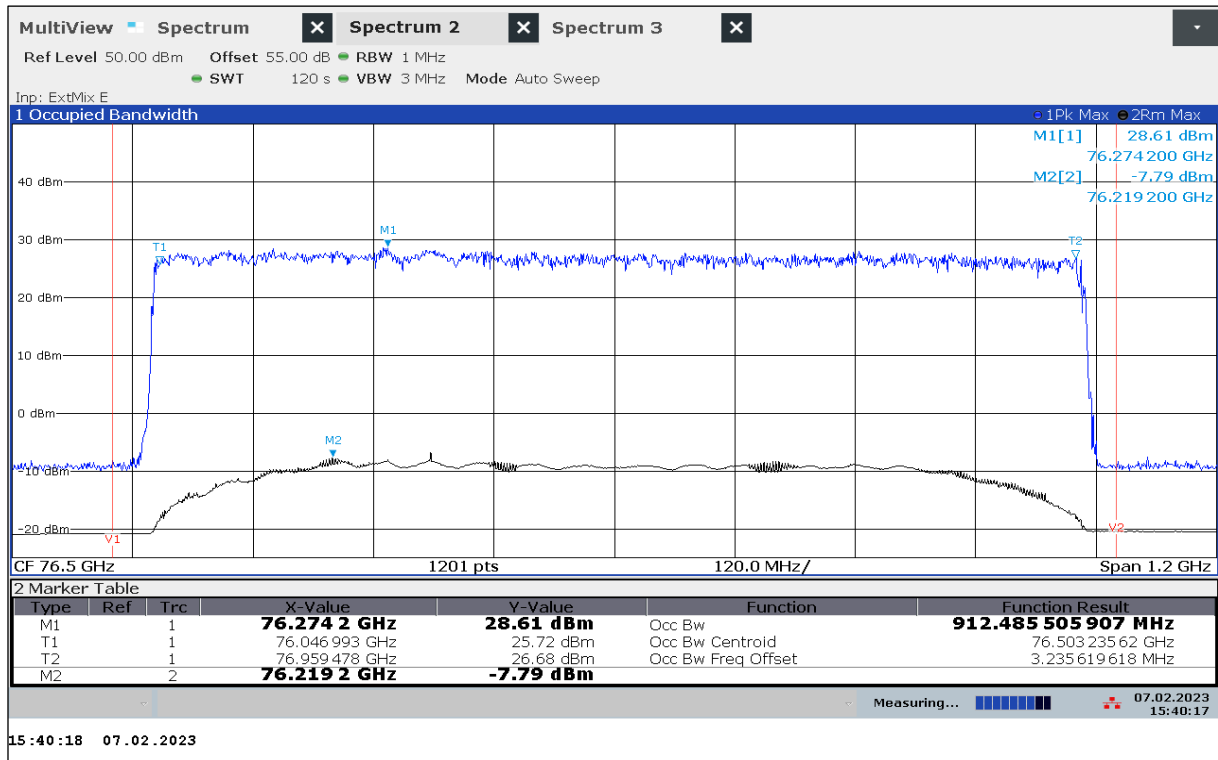 MultiView Spectrum X Spectrum 2 X Spectrum 3 X
Ref Level 50.00 dBm Offset 55.00 dB RBW 1 MHz
SWT 120 s VBW 3 MHz Mode Auto Sweep
Inp: ExtMix E
1 Occupied Bandwidth 1Pk Max 2Rm Max
M1[1] 28.61 dBm
76.274 200 GHz
M2[2] -7.79 dBm
76.219 200 GHz
40 dBm
M1
30 dBm
T1 T2
20 dBm
10 dBm
0 dBm
M2
-10 dBm
-20 dBm
V1 V2
CF 76.5 GHz 1201 pts 120.0 MHz/ Span 1.2 GHz
2 Marker Table
Type Ref Trc X-Value Y-Value Function Function Result
M1 1 76.274 2 GHz 28.61 dBm Occ Bw 912.485 505 907 MHz
T1 1 76.046 993 GHz 25.72 dBm Occ Bw Centroid 76.503 235 62 GHz
T2 1 76.959 478 GHz 26.68 dBm Occ Bw Freq Offset 3.235 619 618 MHz
M2 2 76.219 2 GHz -7.79 dBm
Measuring... 07.02.2023
15:40:17
15:40:18 07.02.2023